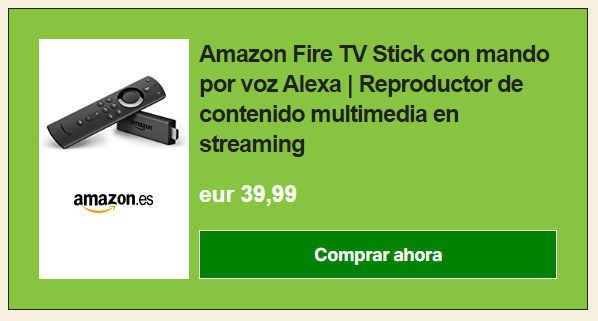 Amazon Fire TV Stick con mando
por voz Alexa | Reproductor de
contenido multimedia en
streaming
amazon
amazon.es
eur 39,99
Comprar ahora